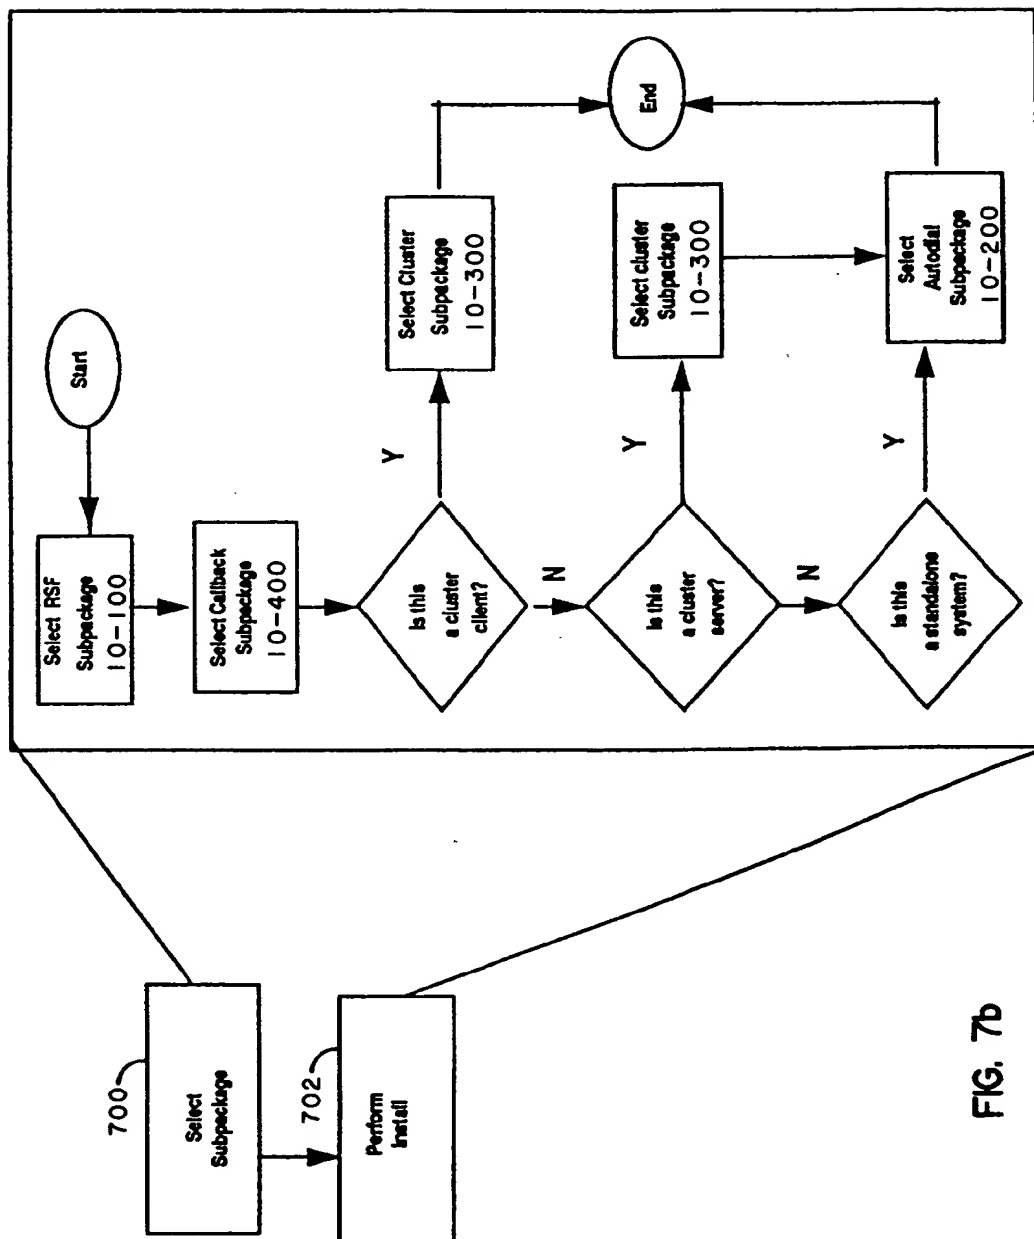 Start
Select RSF
Subpackage
10-100
Select Callback
Subpackage
10-400
Is this
a cluster
client?
Y
Select Cluster
Subpackage
10-300
End
N
Is this
a cluster
server?
Y
Select cluster
Subpackage
10-300
N
Is this
a standalone
system?
Y
Select
Autodial
Subpackage
10-200
700
Select
Subpackage
702
Perform
Install
FIG. 7b